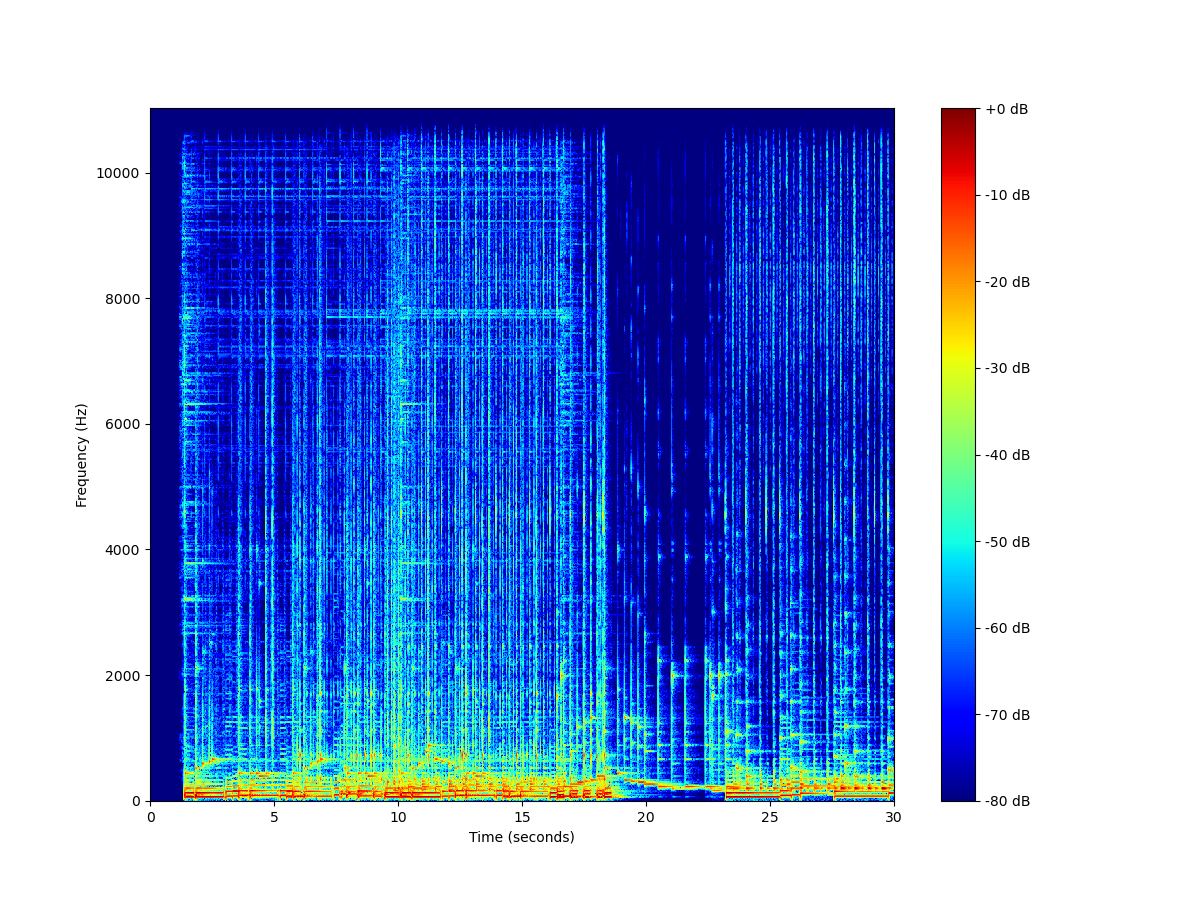 +0 dB
-10 dB
-20 dB
-30 dB
-40 dB
-50 dB
-60 dB
-70 dB
-80 dB
10000
8000
6000
4000
2000
0
Frequency (Hz)
0 5 10 15 20 25 30
Time (seconds)